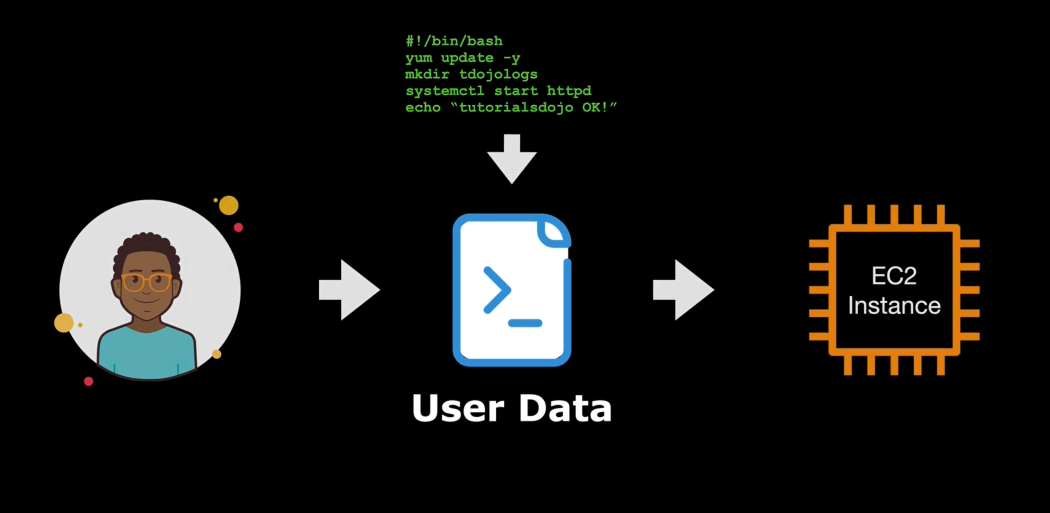 #!/bin/bash
yum update -y
mkdir tdojologs
systemctl start httpd
echo “tutorialsdojo OK!”
User Data
EC2
Instance